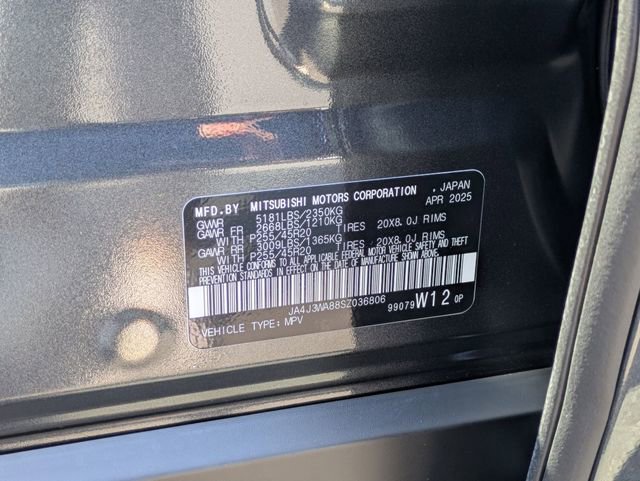 MFD.BY MITSUBISHI MOTORS CORPORATION , JAPAN
GVWR 5181LBS/2350KG APR 2025
GAWR FR 2668LBS/1210KG
WITH P255/45R20 TIRES 20X8.0J RIMS
GAWR RR 3009LBS/1365KG
WITH P255/45R20 TIRES 20X8.0J RIMS
THIS VEHICLE CONFORMS TO ALL APPLICABLE FEDERAL MOTOR VEHICLE SAFETY AND THEFT
PREVENTION STANDARDS IN EFFECT ON THE DATE OF MANUFACTURE SHOWN ABOVE.
JA4J3WA88SZ036806
99079 W12 0P
VEHICLE TYPE: MPV